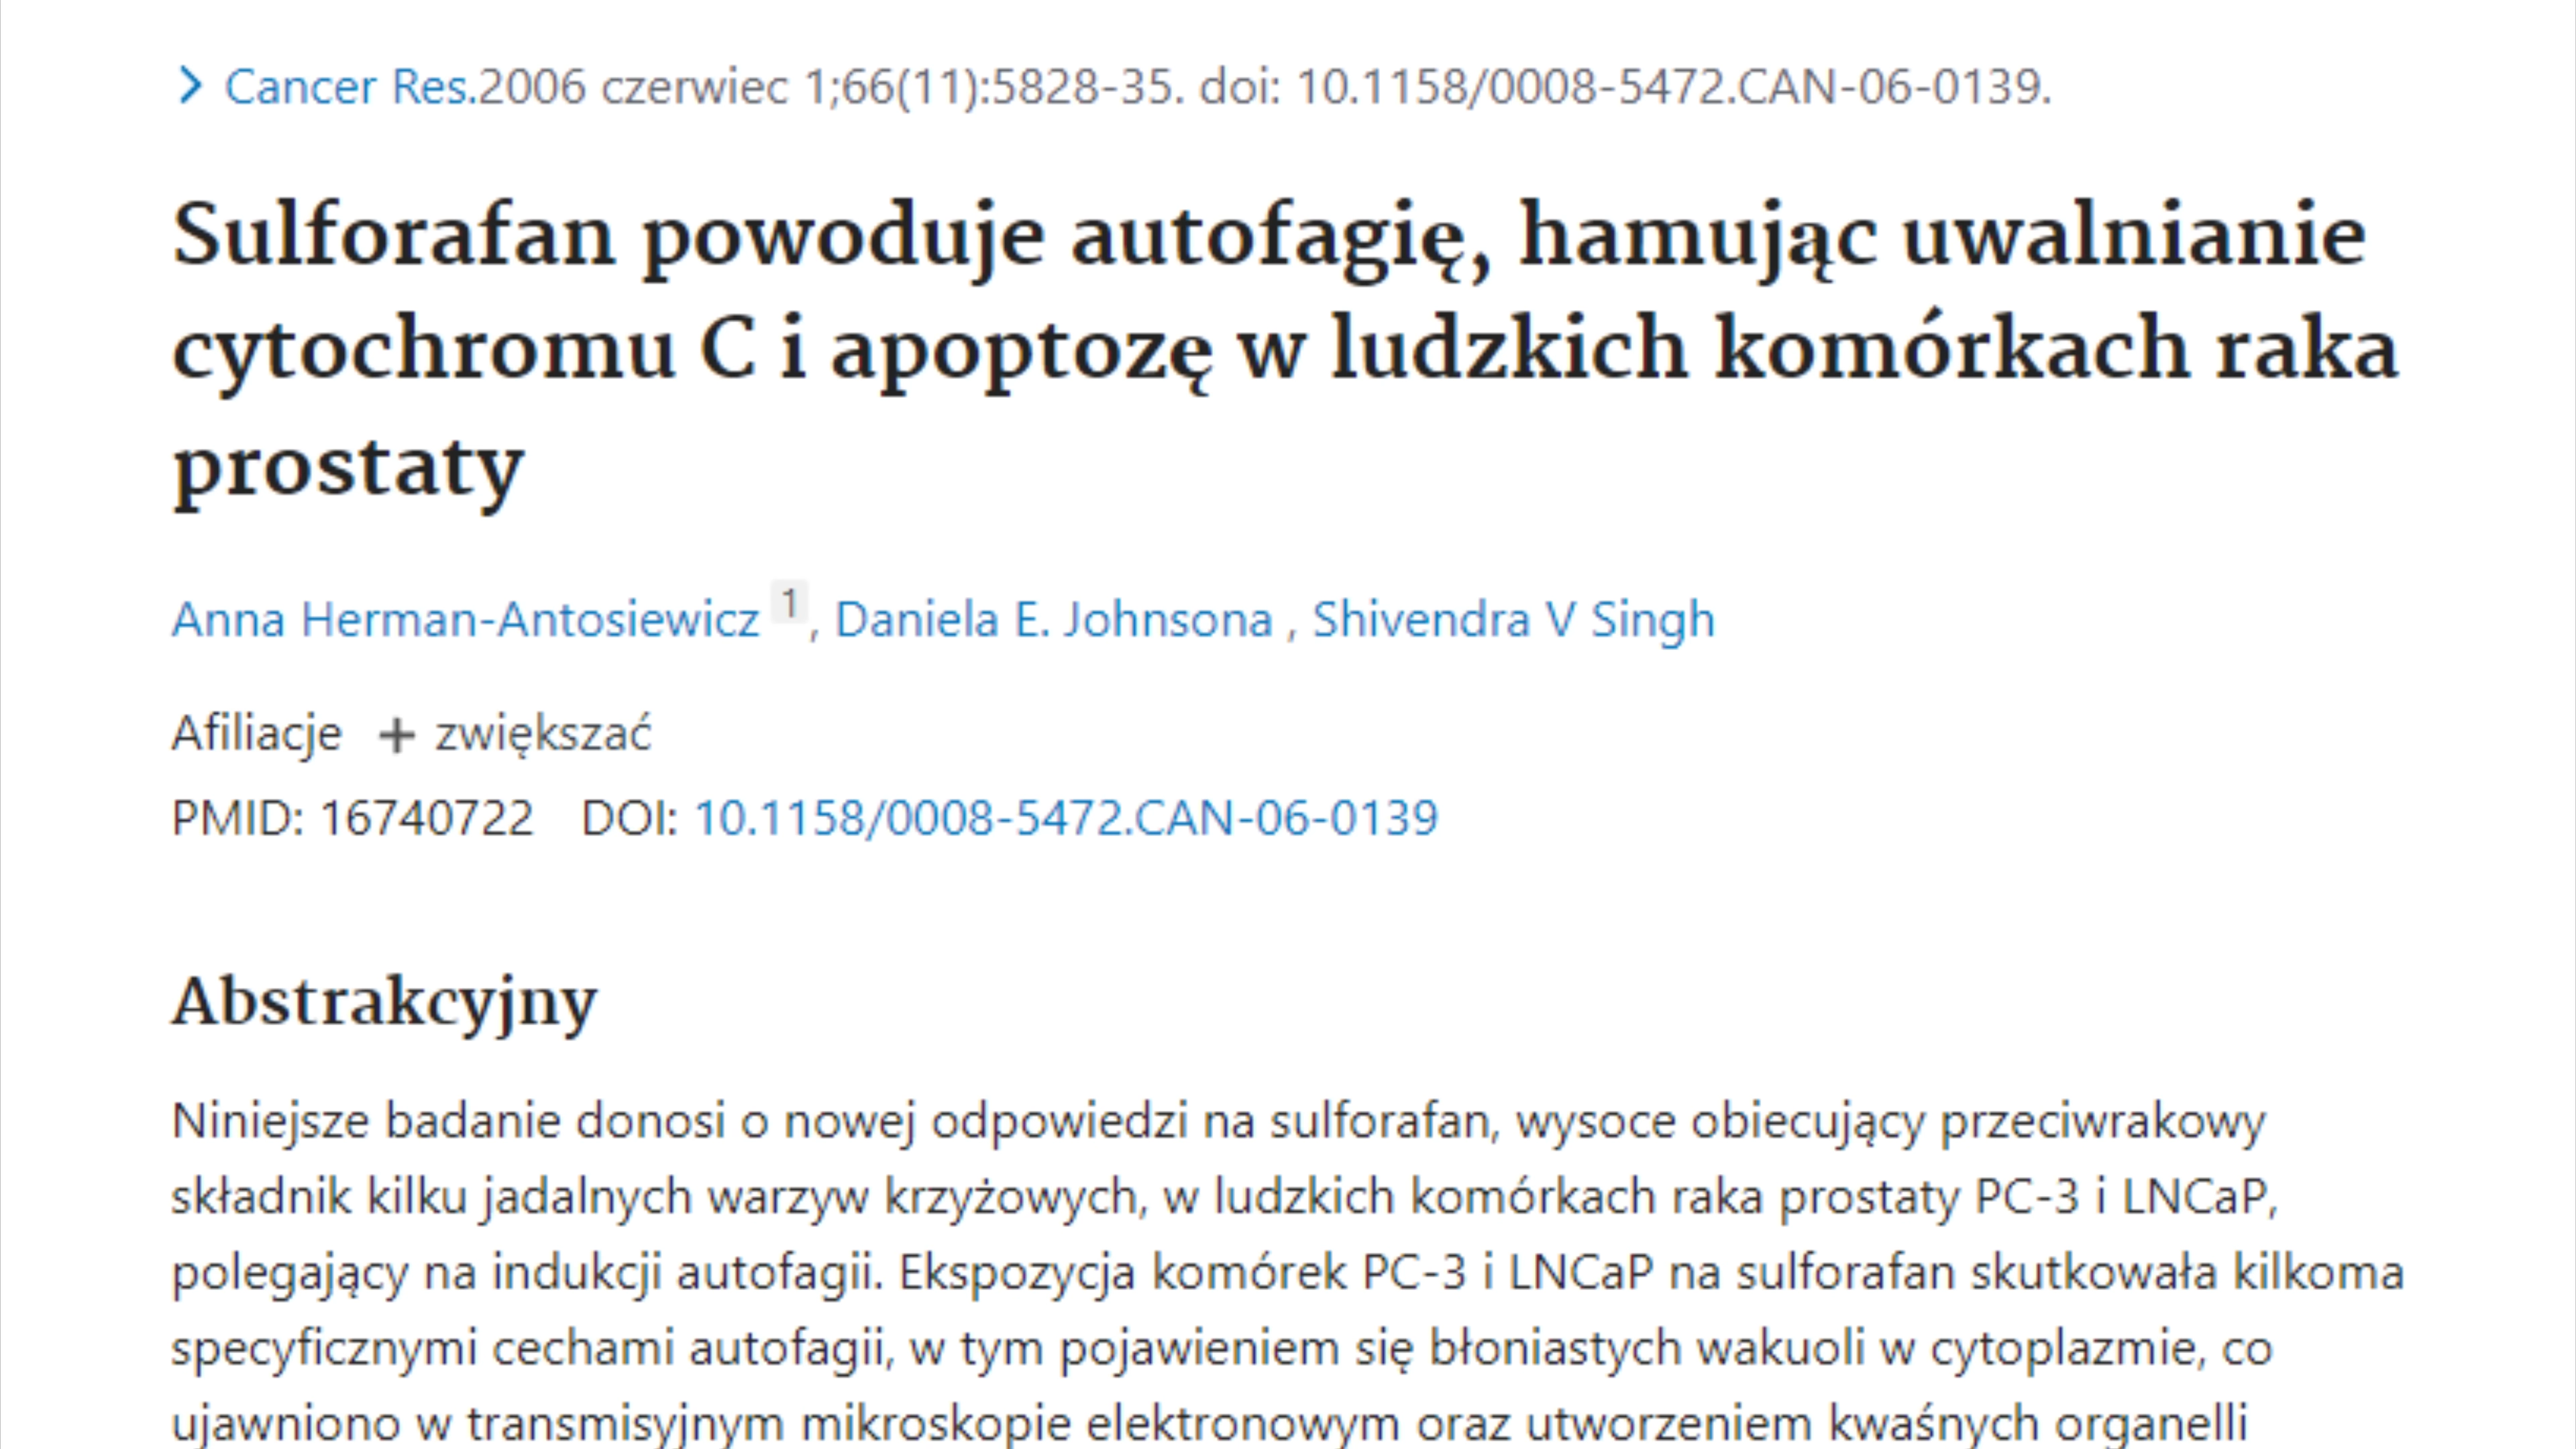 Cancer Res.2006 czerwiec 1;66(11):5828-35. doi: 10.1158/0008-5472.CAN-06-0139.
Sulforafan powoduje autofagię, hamując uwalnianie
cytochromu C i apoptozę w ludzkich komórkach raka
prostaty
Anna Herman-Antosiewicz 1, Daniela E. Johnsona , Shivendra V Singh
Afiliacje + zwiększać
PMID: 16740722 DOI: 10.1158/0008-5472.CAN-06-0139
Abstrakcyjny
Niniejsze badanie donosi o nowej odpowiedzi na sulforafan, wysoce obiecujący przeciwrakowy
składnik kilku jadalnych warzyw krzyżowych, w ludzkich komórkach raka prostaty PC-3 i LNCaP,
polegający na indukcji autofagii. Ekspozycja komórek PC-3 i LNCaP na sulforafan skutkowała kilkoma
specyficznymi cechami autofagii, w tym pojawieniem się błoniastych wakuoli w cytoplazmie, co
ujawniono w transmisyjnym mikroskopie elektronowym oraz utworzeniem kwaśnych organelli